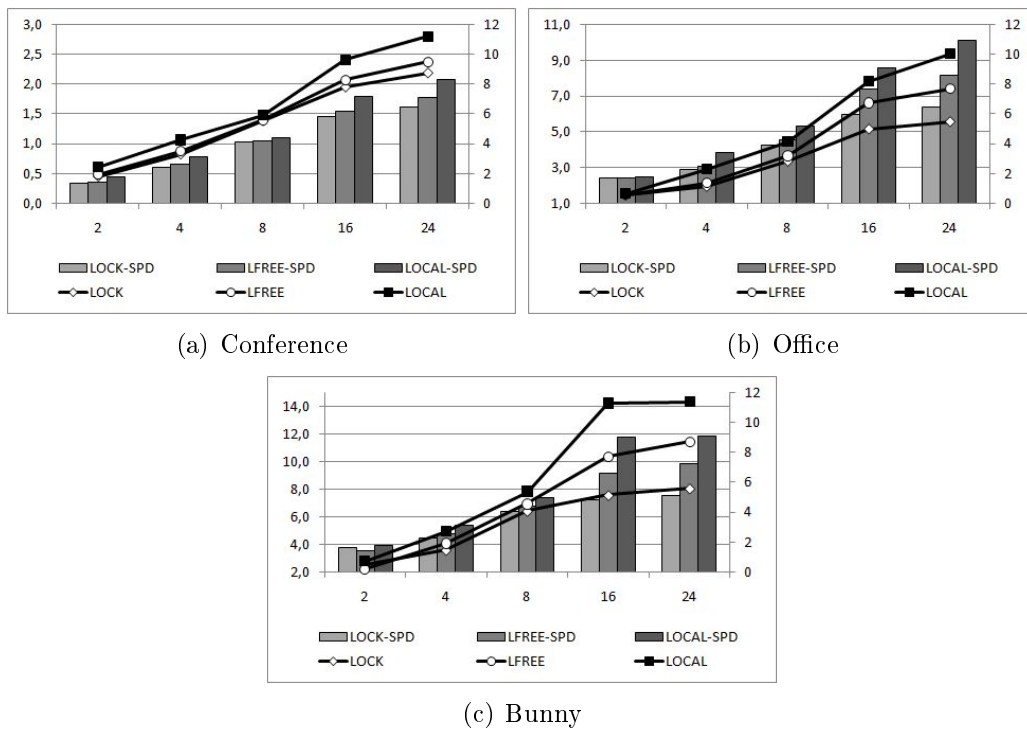 3,0 12
2,5 10
2,0 8
1,5 6
1,0 4
0,5 2
0,0 0
2 4 8 16 24
LOCK-SPD LFREE-SPD LOCAL-SPD
LOCK LFREE LOCAL
(a) Conference
11,0 12
9,0 10
7,0 8
5,0 6
3,0 4
1,0 2
0
2 4 8 16 24
LOCK-SPD LFREE-SPD LOCAL-SPD
LOCK LFREE LOCAL
(b) Office
14,0 12
12,0 10
10,0 8
8,0 6
6,0 4
4,0 2
2,0 0
2 4 8 16 24
LOCK-SPD LFREE-SPD LOCAL-SPD
LOCK LFREE LOCAL
(c) Bunny